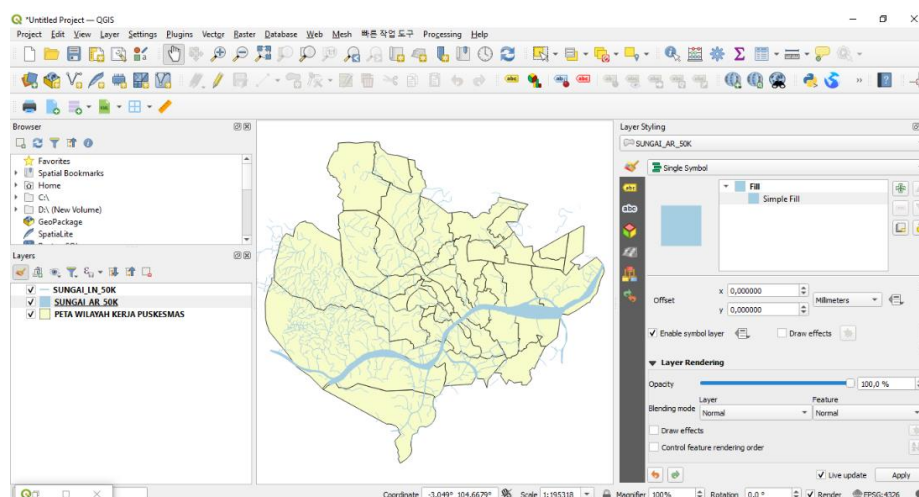 *Untitled Project — QGIS
Project Edit View Layer Settings Plugins Vector Raster Database Web Mesh 빠른 작업 도구 Processing Help
Browser
Favorites
Spatial Bookmarks
Home
C:\
D:\ (New Volume)
GeoPackage
SpatiaLite
Layers
SUNGAI_LN_50K
SUNGAI_AR_50K
PETA WILAYAH KERJA PUSKESMAS
Layer Styling
SUNGAI_AR_50K
Single Symbol
Fill
Simple Fill
Offset
x 0,000000
y 0,000000
Millimeters
Enable symbol layer
Draw effects
Layer Rendering
Opacity
100,0 %
Layer
Feature
Blending mode
Normal
Normal
Draw effects
Control feature rendering order
Live update
Apply
Coordinate -3.049° 104.6679° Scale 1:195318 Magnifier 100% Rotation 0,0 ° Render EPSG:4326